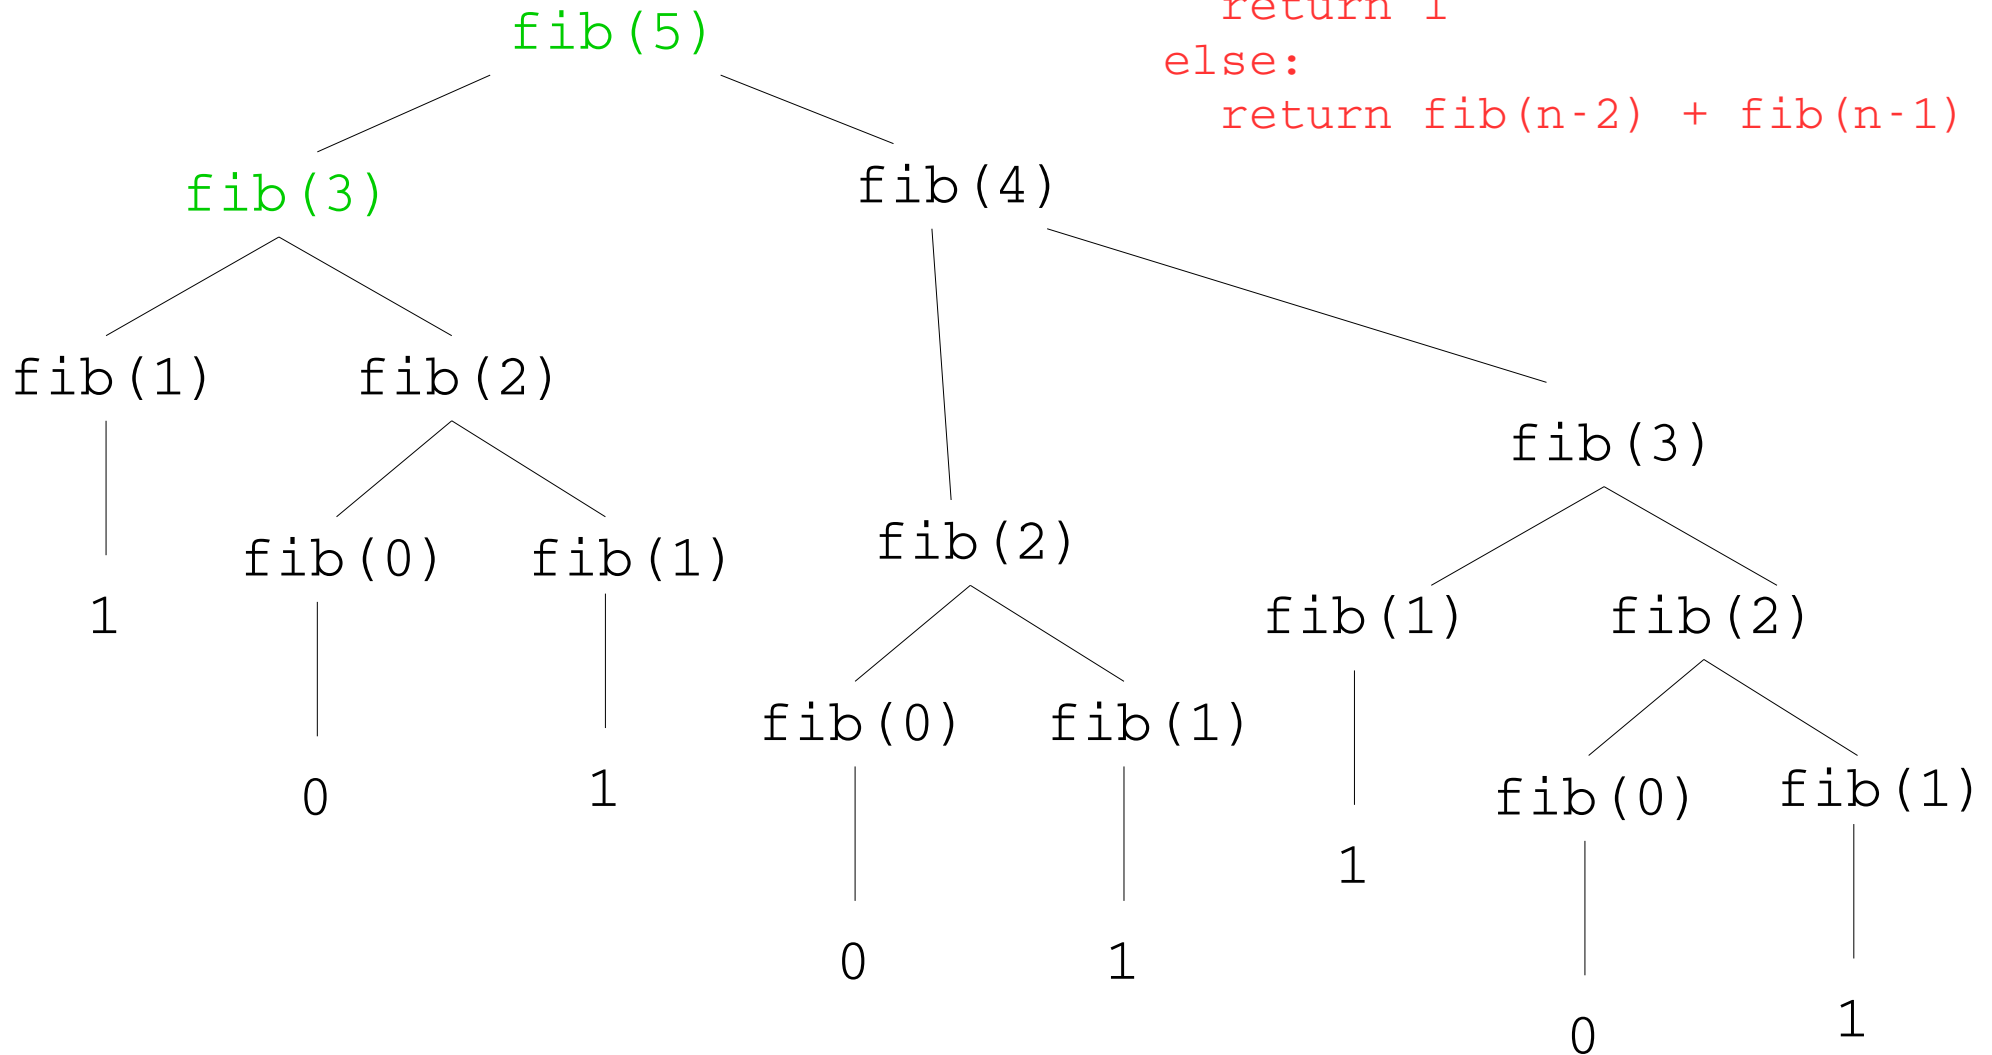 return 1
fib(5)
else:
return fib(n-2) + fib(n-1)
fib(3)
fib(4)
fib(1) fib(2)
fib(3)
fib(2)
fib(0) fib(1)
1
fib(1) fib(2)
fib(0) fib(1)
0 1
fib(0) fib(1)
1
0 1
0 1